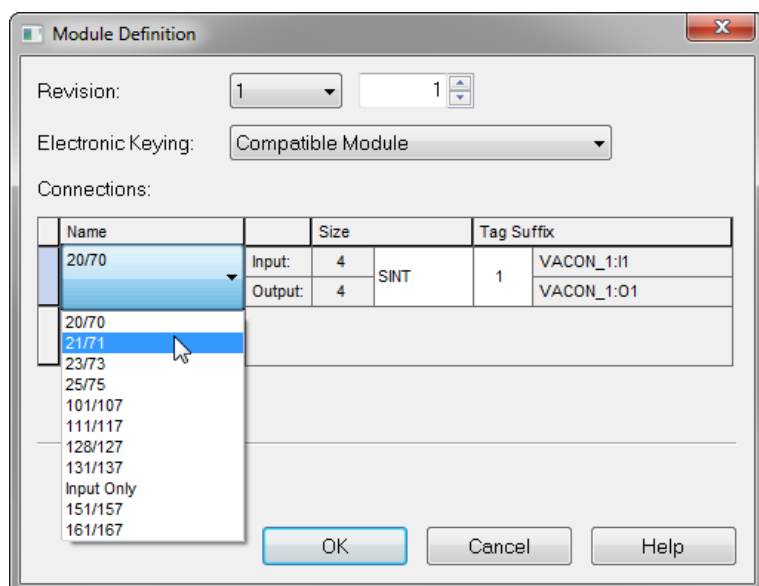 Module Definition
x
Revision: 1 1
Electronic Keying: Compatible Module
Connections:
Name Size Tag Suffix
20/70 Input: 4 SINT 1 VACON_1:I1
Output: 4 VACON_1:O1
20/70
21/71
23/73
25/75
101/107
111/117
128/127
131/137
Input Only
151/157
161/167
OK Cancel Help